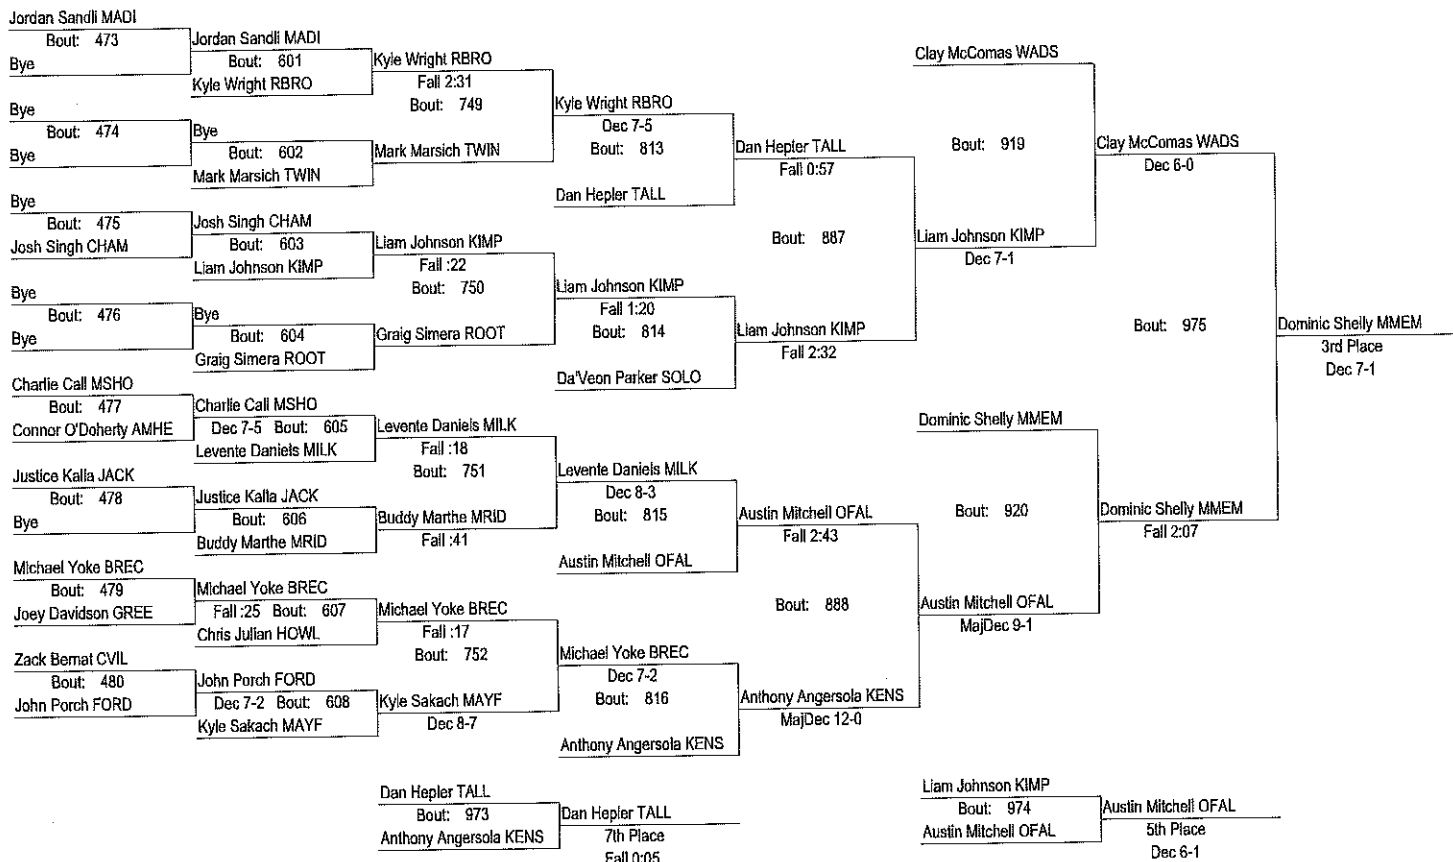 Jordan Sandli MADI
Bout: 473
Bye
Bye
Bout: 474
Bye
Bye
Bout: 475
Josh Singh CHAM
Bye
Bout: 476
Bye
Charlie Call MSHO
Bout: 477
Connor O'Doherty AMHE
Justice Kalla JACK
Bout: 478
Bye
Michael Yoke BREC
Bout: 479
Joey Davidson GREE
Zack Bernat CVIL
Bout: 480
John Porch FORD
Jordan Sandli MADI
Bout: 601
Kyle Wright RBRO
Bye
Bout: 602
Mark Marsich TWIN
Josh Singh CHAM
Bout: 603
Liam Johnson KIMP
Bye
Bout: 604
Graig Simera ROOT
Charlie Call MSHO
Dec 7-5 Bout: 605
Levente Daniels MILK
Justice Kalla JACK
Bout: 606
Buddy Marthe MRID
Michael Yoke BREC
Fall :25 Bout: 607
Chris Julian HOWL
John Porch FORD
Dec 7-2 Bout: 608
Kyle Sakach MAYF
Kyle Wright RBRO
Fall 2:31
Bout: 749
Mark Marsich TWIN
Liam Johnson KIMP
Fall :22
Bout: 750
Graig Simera ROOT
Levente Daniels MILK
Fall :18
Bout: 751
Buddy Marthe MRID
Fall :41
Michael Yoke BREC
Fall :17
Bout: 752
Kyle Sakach MAYF
Dec 8-7
Kyle Wright RBRO
Dec 7-5
Bout: 813
Dan Hepler TALL
Liam Johnson KIMP
Fall 1:20
Bout: 814
Da'Veon Parker SOLO
Levente Daniels MILK
Dec 8-3
Bout: 815
Austin Mitchell OFAL
Michael Yoke BREC
Dec 7-2
Bout: 816
Anthony Angersola KENS
Dan Hepler TALL
Fall 0:57
Bout: 887
Liam Johnson KIMP
Fall 2:32
Austin Mitchell OFAL
Fall 2:43
Bout: 888
Anthony Angersola KENS
MajDec 12-0
Clay McComas WADS
Bout: 919
Liam Johnson KIMP
Dec 7-1
Dominic Shelly MMEM
Bout: 920
Austin Mitchell OFAL
MajDec 9-1
Clay McComas WADS
Dec 6-0
Bout: 975
Dominic Shelly MMEM
Fall 2:07
Dominic Shelly MMEM
3rd Place
Dec 7-1
Dan Hepler TALL
Bout: 973
Anthony Angersola KENS
Dan Hepler TALL
7th Place
Fall 0:05
Liam Johnson KIMP
Bout: 974
Austin Mitchell OFAL
Austin Mitchell OFAL
5th Place
Dec 6-1